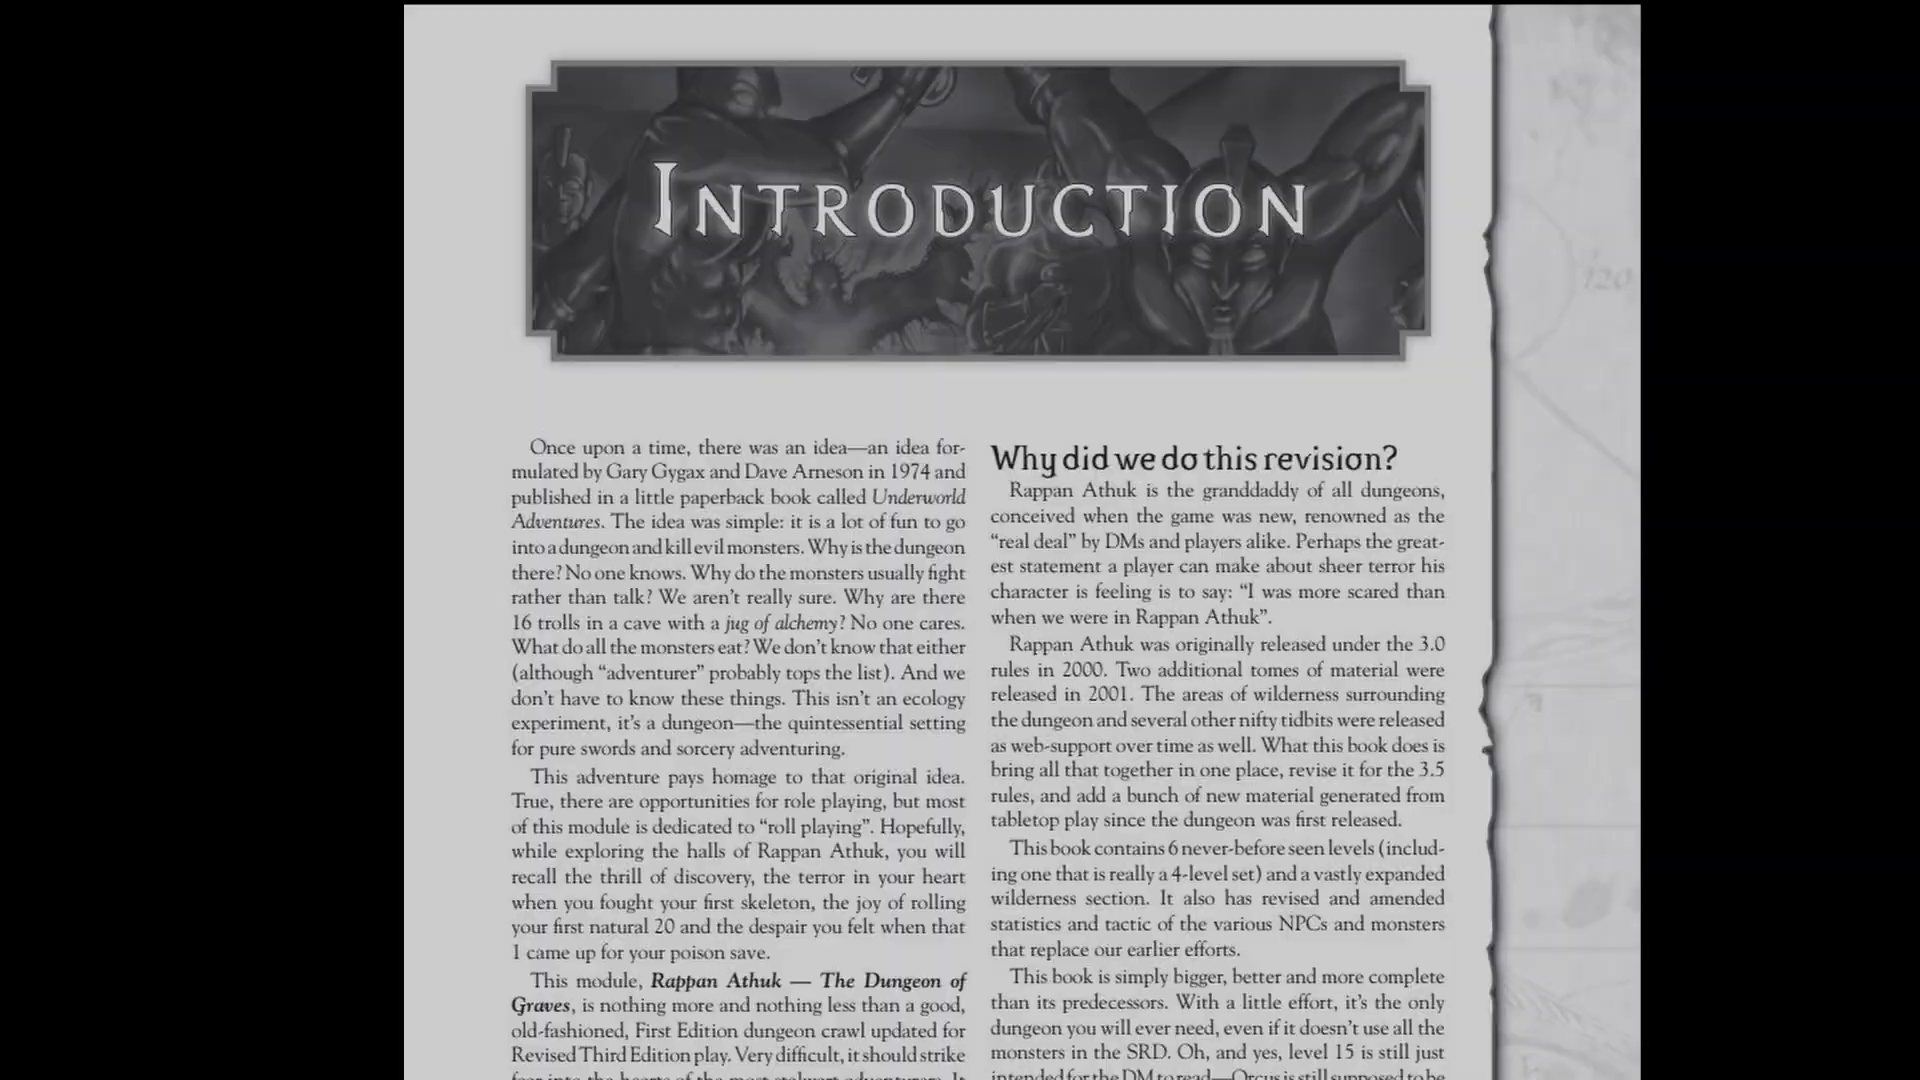 INTRODUCTION
Once upon a time, there was an idea—an idea for-
mulated by Gary Gygax and Dave Arneson in 1974 and
published in a little paperback book called Underworld
Adventures. The idea was simple: it is a lot of fun to go
into a dungeon and kill evil monsters. Why is the dungeon
there? No one knows. Why do the monsters usually fight
rather than talk? We aren't really sure. Why are there
16 trolls in a cave with a jug of alchemy? No one cares.
What do all the monsters eat? We don't know that either
(although “adventurer” probably tops the list). And we
don't have to know these things. This isn't an ecology
experiment, it's a dungeon—the quintessential setting
for pure swords and sorcery adventuring.
This adventure pays homage to that original idea.
True, there are opportunities for role playing, but most
of this module is dedicated to “roll playing”. Hopefully,
while exploring the halls of Rappan Athuk, you will
recall the thrill of discovery, the terror in your heart
when you fought your first skeleton, the joy of rolling
your first natural 20 and the despair you felt when that
1 came up for your poison save.
This module, Rappan Athuk — The Dungeon of
Graves, is nothing more and nothing less than a good,
old-fashioned, First Edition dungeon crawl updated for
Revised Third Edition play. Very difficult, it should strike
fear into the hearts of the most stalwart adventurers. It
Why did we do this revision?
Rappan Athuk is the granddaddy of all dungeons,
conceived when the game was new, renowned as the
“real deal” by DMs and players alike. Perhaps the great-
est statement a player can make about sheer terror his
character is feeling is to say: “I was more scared than
when we were in Rappan Athuk”.
Rappan Athuk was originally released under the 3.0
rules in 2000. Two additional tomes of material were
released in 2001. The areas of wilderness surrounding
the dungeon and several other nifty tidbits were released
as web-support over time as well. What this book does is
bring all that together in one place, revise it for the 3.5
rules, and add a bunch of new material generated from
tabletop play since the dungeon was first released.
This book contains 6 never-before seen levels (includ-
ing one that is really a 4-level set) and a vastly expanded
wilderness section. It also has revised and amended
statistics and tactic of the various NPCs and monsters
that replace our earlier efforts.
This book is simply bigger, better and more complete
than its predecessors. With a little effort, it's the only
dungeon you will ever need, even if it doesn't use all the
monsters in the SRD. Oh, and yes, level 15 is still just
intended for the DM to read—Orcus is still supposed to be
120